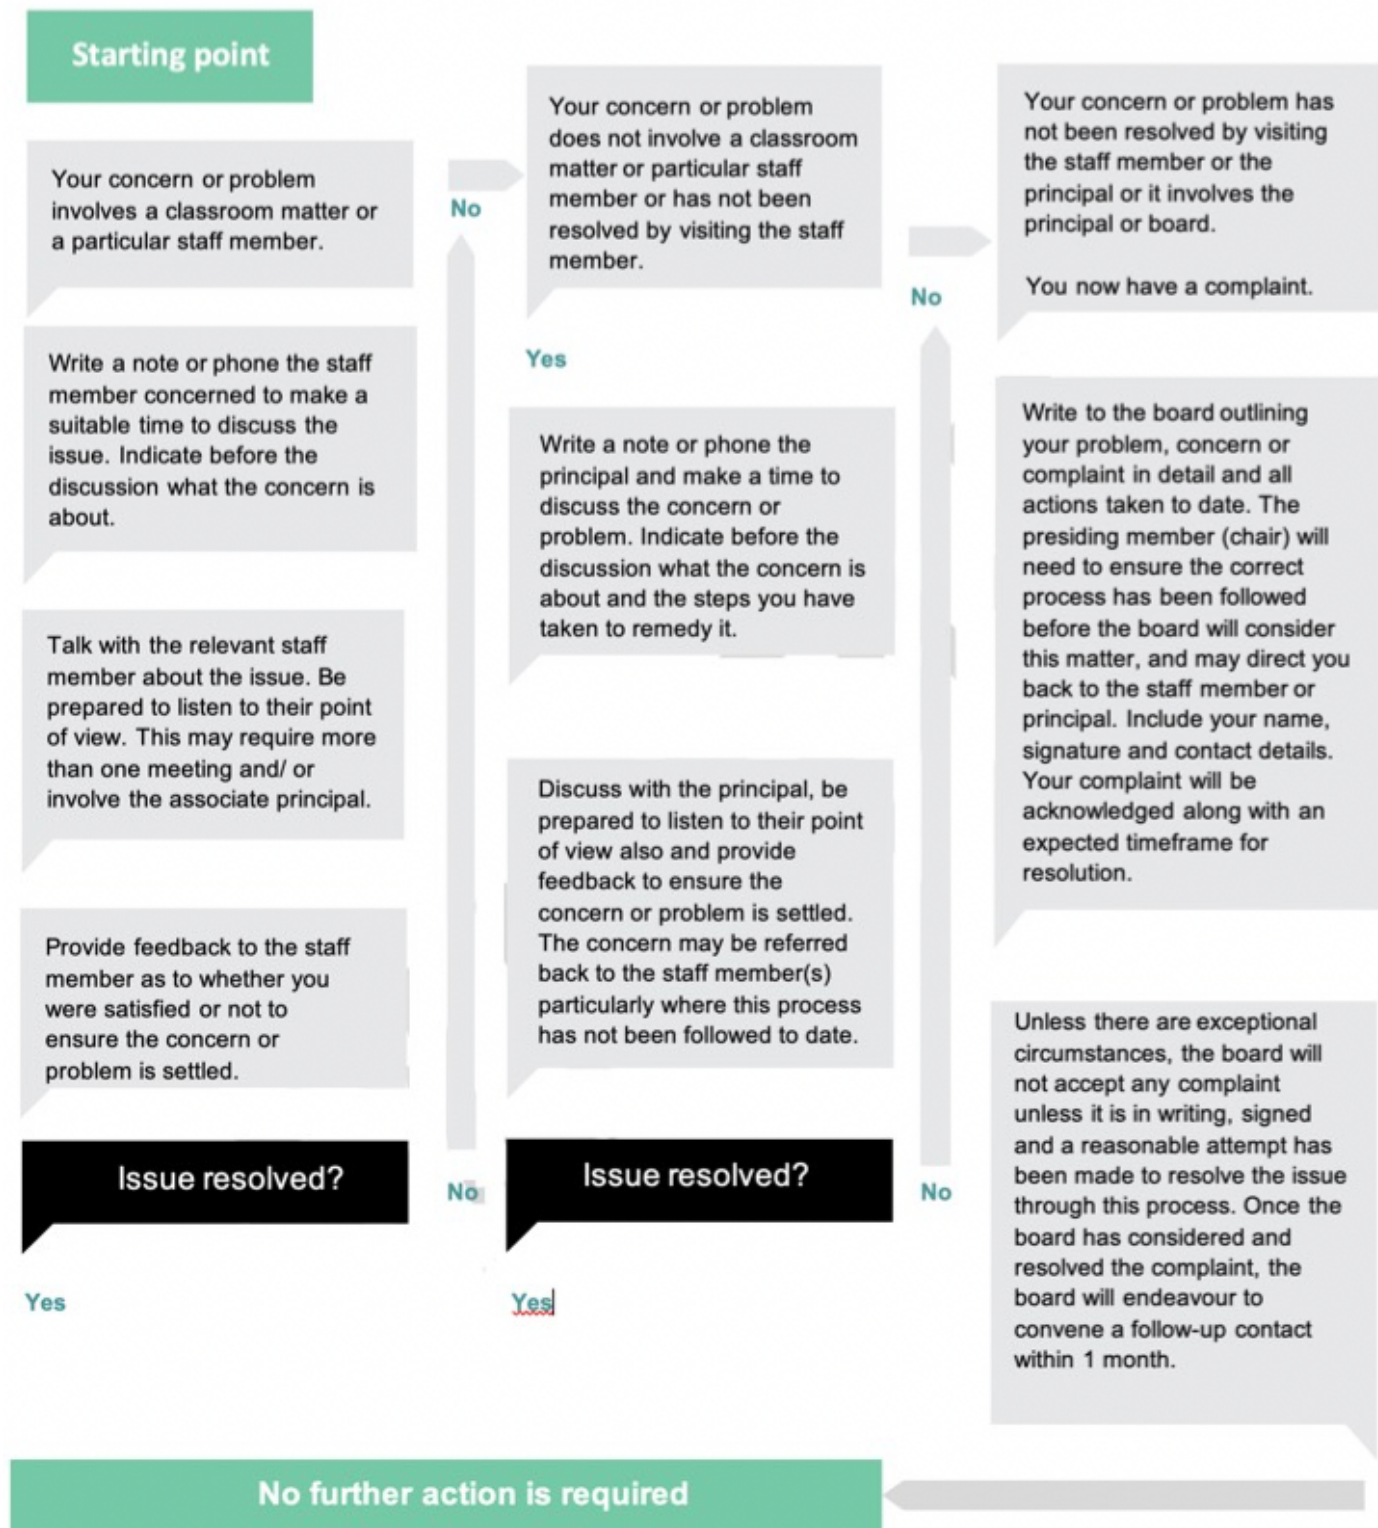 Starting point
Your concern or problem
involves a classroom matter or
a particular staff member.
Write a note or phone the staff
member concerned to make a
suitable time to discuss the
issue. Indicate before the
discussion what the concern is
about.
Talk with the relevant staff
member about the issue. Be
prepared to listen to their point
of view. This may require more
than one meeting and/ or
involve the associate principal.
Provide feedback to the staff
member as to whether you
were satisfied or not to
ensure the concern or
problem is settled.
Issue resolved?
Yes
No
No
Your concern or problem
does not involve a classroom
matter or particular staff
member or has not been
resolved by visiting the staff
member.
Yes
Write a note or phone the
principal and make a time to
discuss the concern or
problem. Indicate before the
discussion what the concern is
about and the steps you have
taken to remedy it.
Discuss with the principal, be
prepared to listen to their point
of view also and provide
feedback to ensure the
concern or problem is settled.
The concern may be referred
back to the staff member(s)
particularly where this process
has not been followed to date.
Issue resolved?
Yes
No
No
Your concern or problem has
not been resolved by visiting
the staff member or the
principal or it involves the
principal or board.
You now have a complaint.
Write to the board outlining
your problem, concern or
complaint in detail and all
actions taken to date. The
presiding member (chair) will
need to ensure the correct
process has been followed
before the board will consider
this matter, and may direct you
back to the staff member or
principal. Include your name,
signature and contact details.
Your complaint will be
acknowledged along with an
expected timeframe for
resolution.
Unless there are exceptional
circumstances, the board will
not accept any complaint
unless it is in writing, signed
and a reasonable attempt has
been made to resolve the issue
through this process. Once the
board has considered and
resolved the complaint, the
board will endeavour to
convene a follow-up contact
within 1 month.
No further action is required